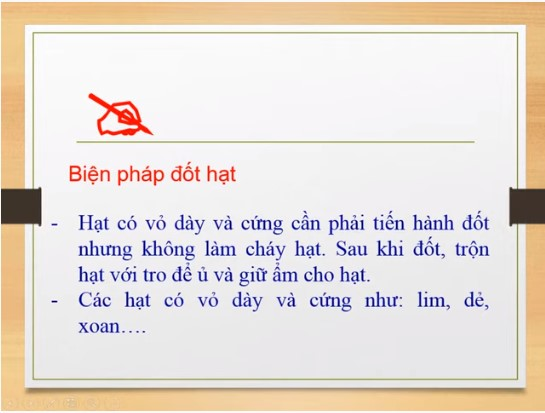 Biện pháp đốt hạt
- Hạt có vỏ dày và cứng cần phải tiến hành đốt
nhưng không làm cháy hạt. Sau khi đốt, trộn
hạt với tro để ủ và giữ ẩm cho hạt.
- Các hạt có vỏ dày và cứng như: lim, dẻ,
xoan….